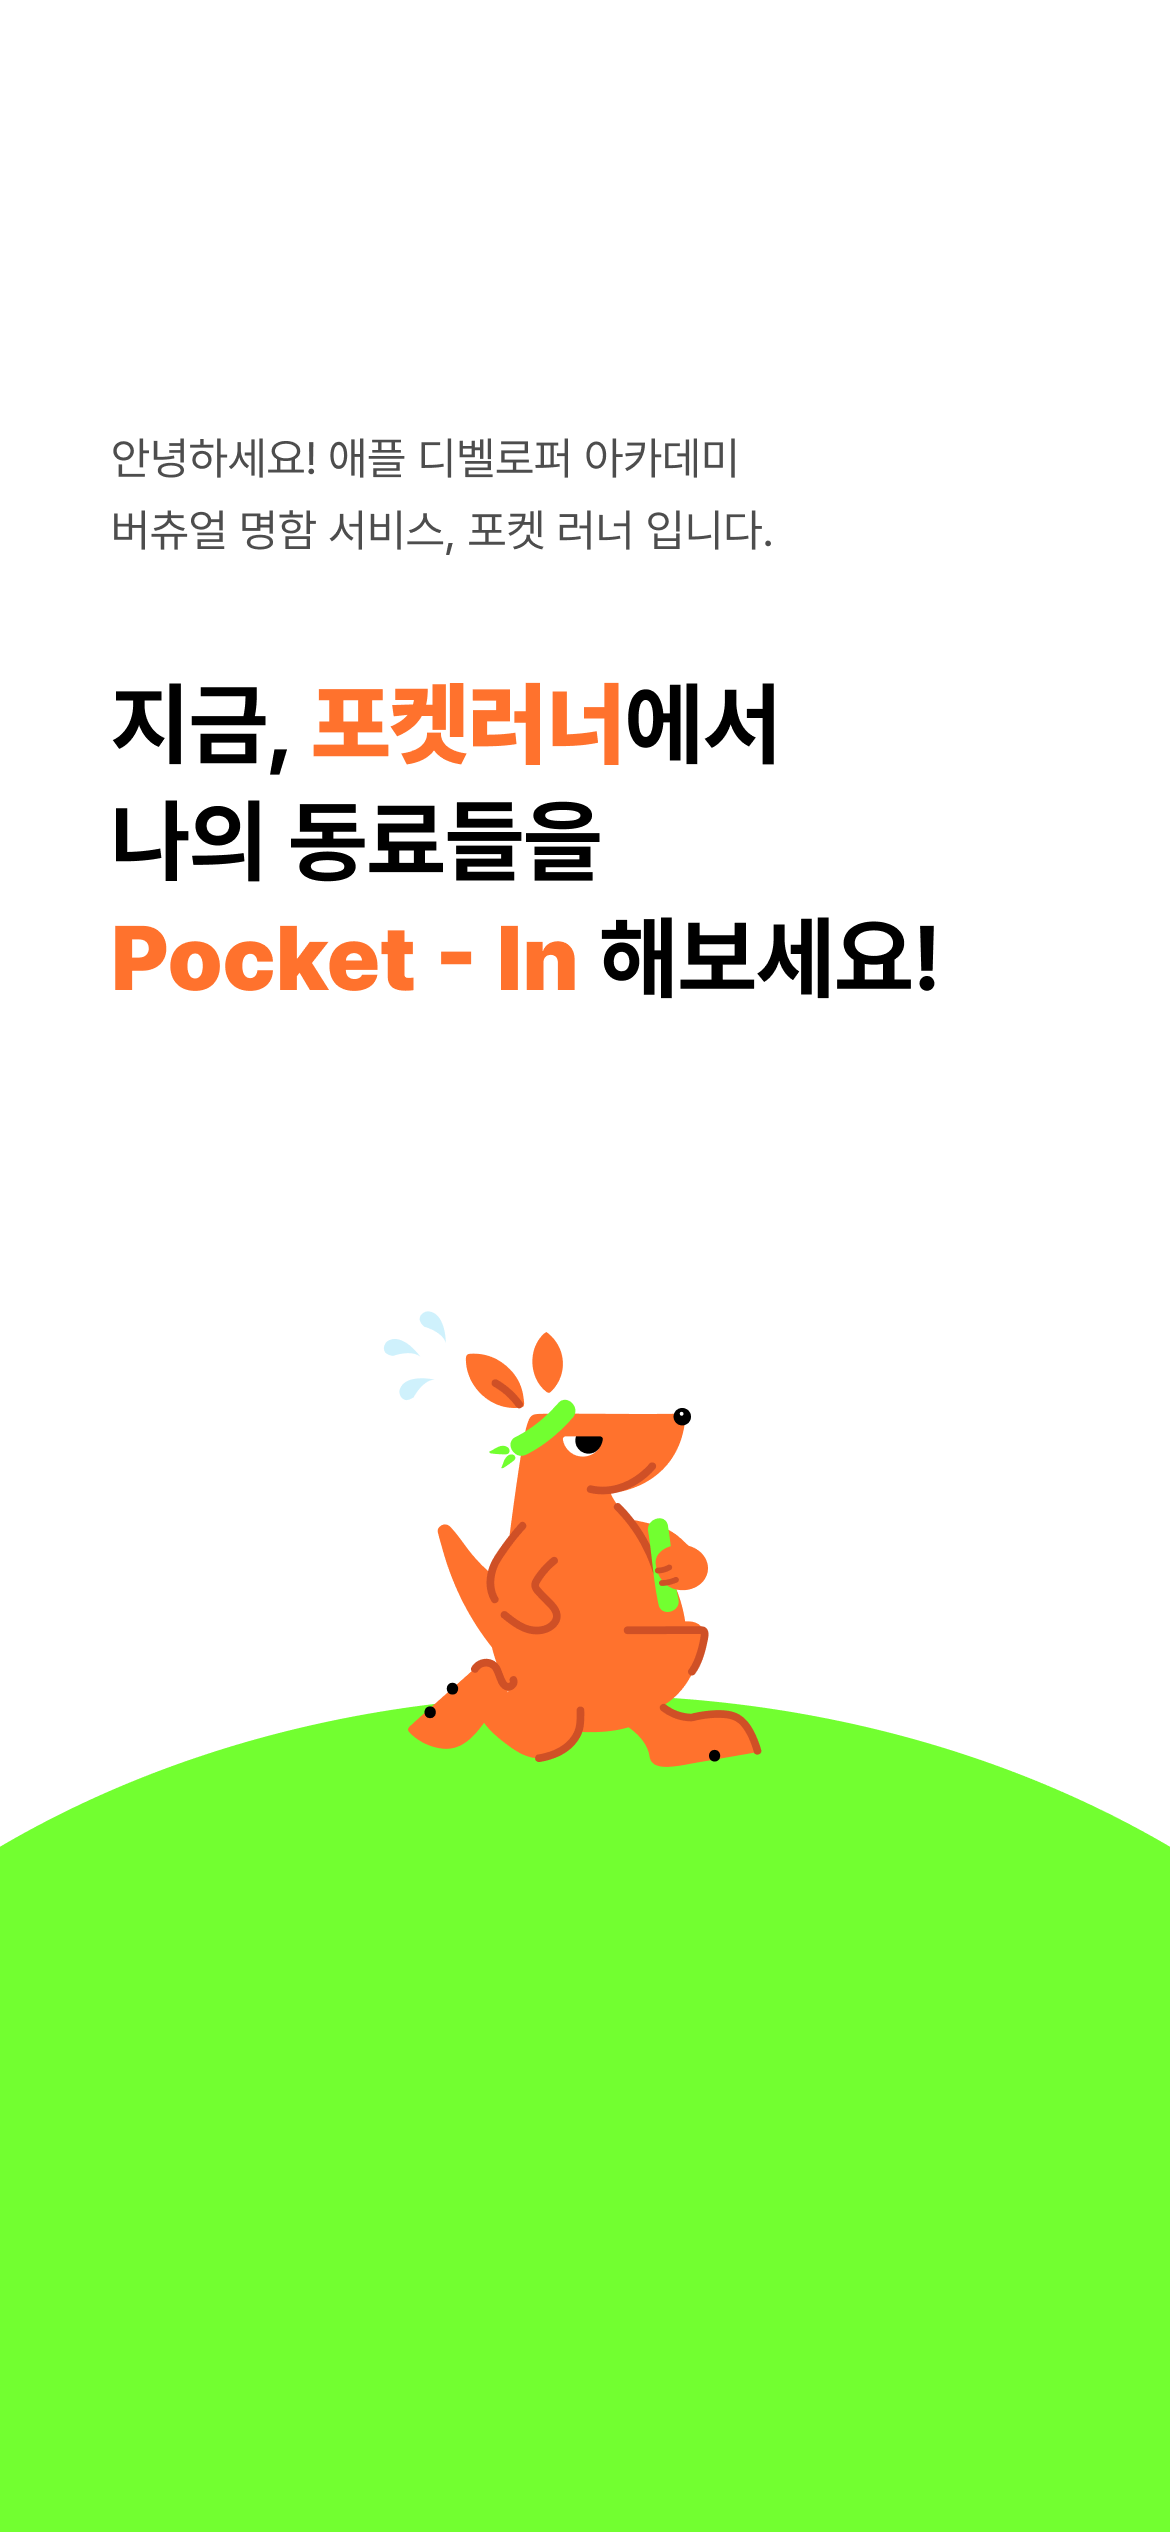 안녕하세요! 애플 디벨로퍼 아카데미
버츄얼 명함 서비스, 포켓 러너 입니다.
지금, 포켓러너에서
나의 동료들을
Pocket - In 해보세요!